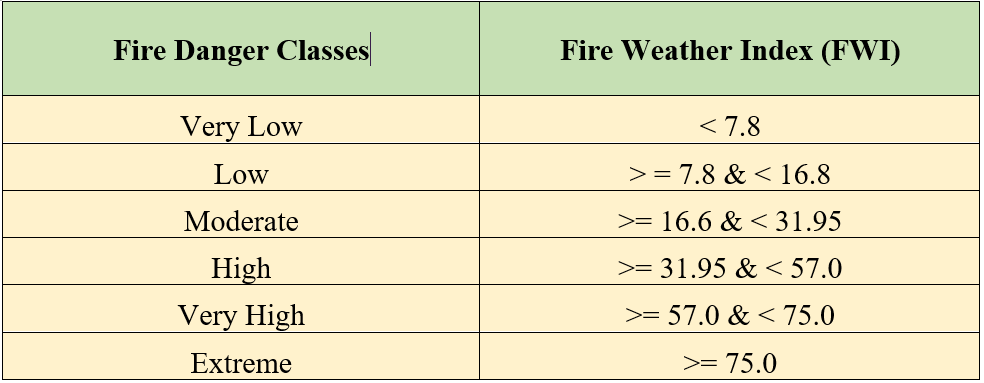 Fire Danger Classes Fire Weather Index (FWI)
Very Low < 7.8
Low > = 7.8 & < 16.8
Moderate >= 16.6 & < 31.95
High >= 31.95 & < 57.0
Very High >= 57.0 & < 75.0
Extreme >= 75.0